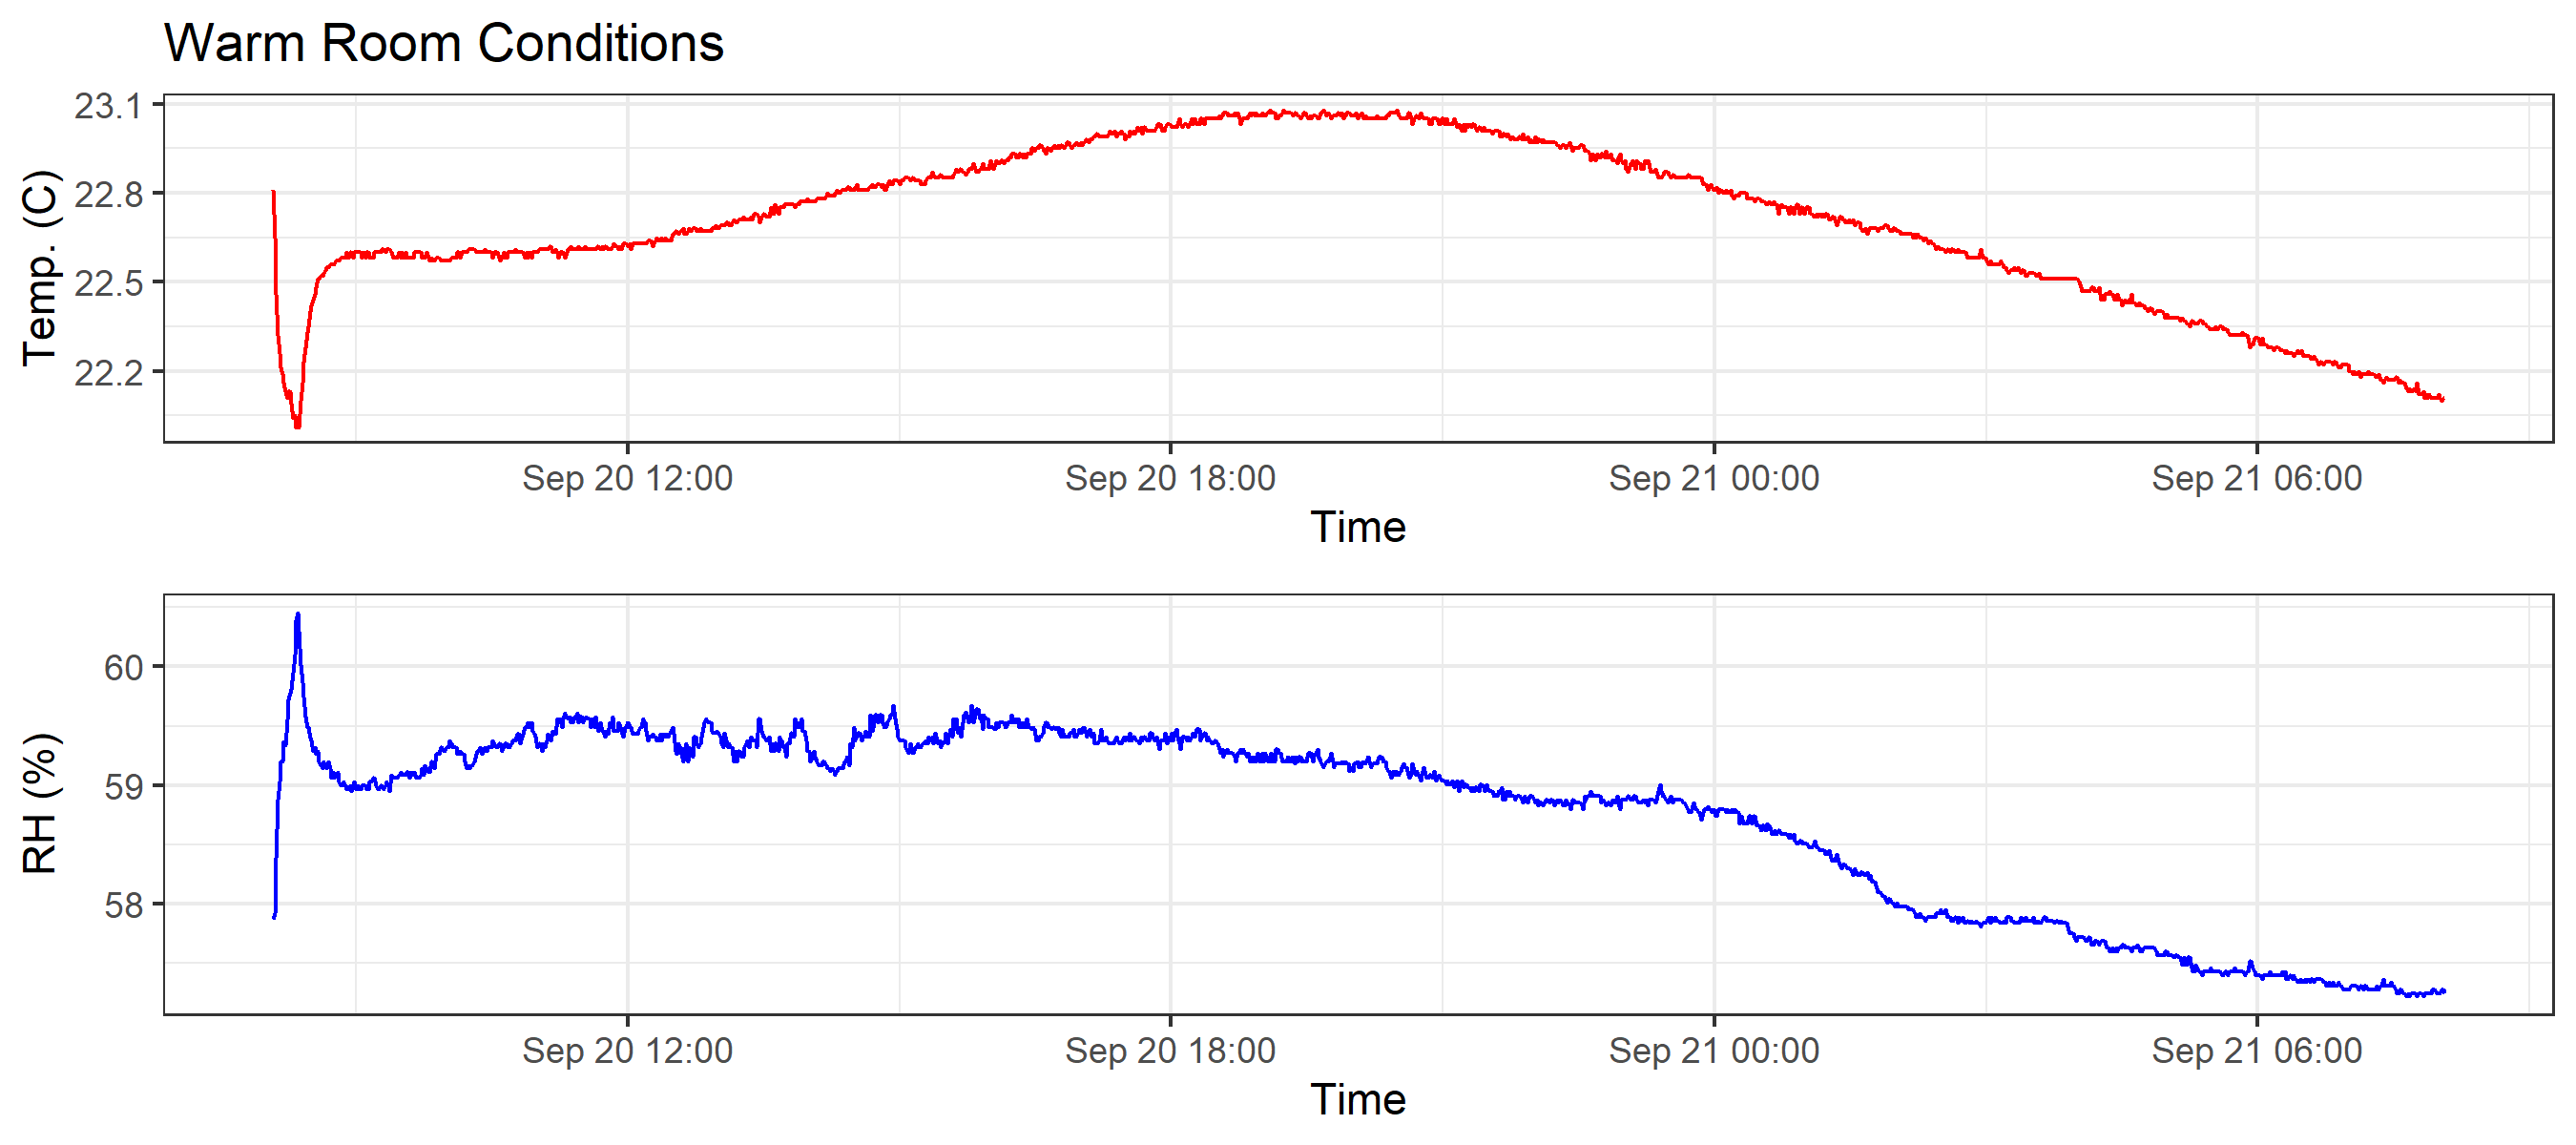 Warm Room Conditions
Temp. (C)
23.1
22.8
22.5
22.2
Sep 20 12:00 Sep 20 18:00 Sep 21 00:00 Sep 21 06:00
Time
RH (%)
60
59
58
Sep 20 12:00 Sep 20 18:00 Sep 21 00:00 Sep 21 06:00
Time